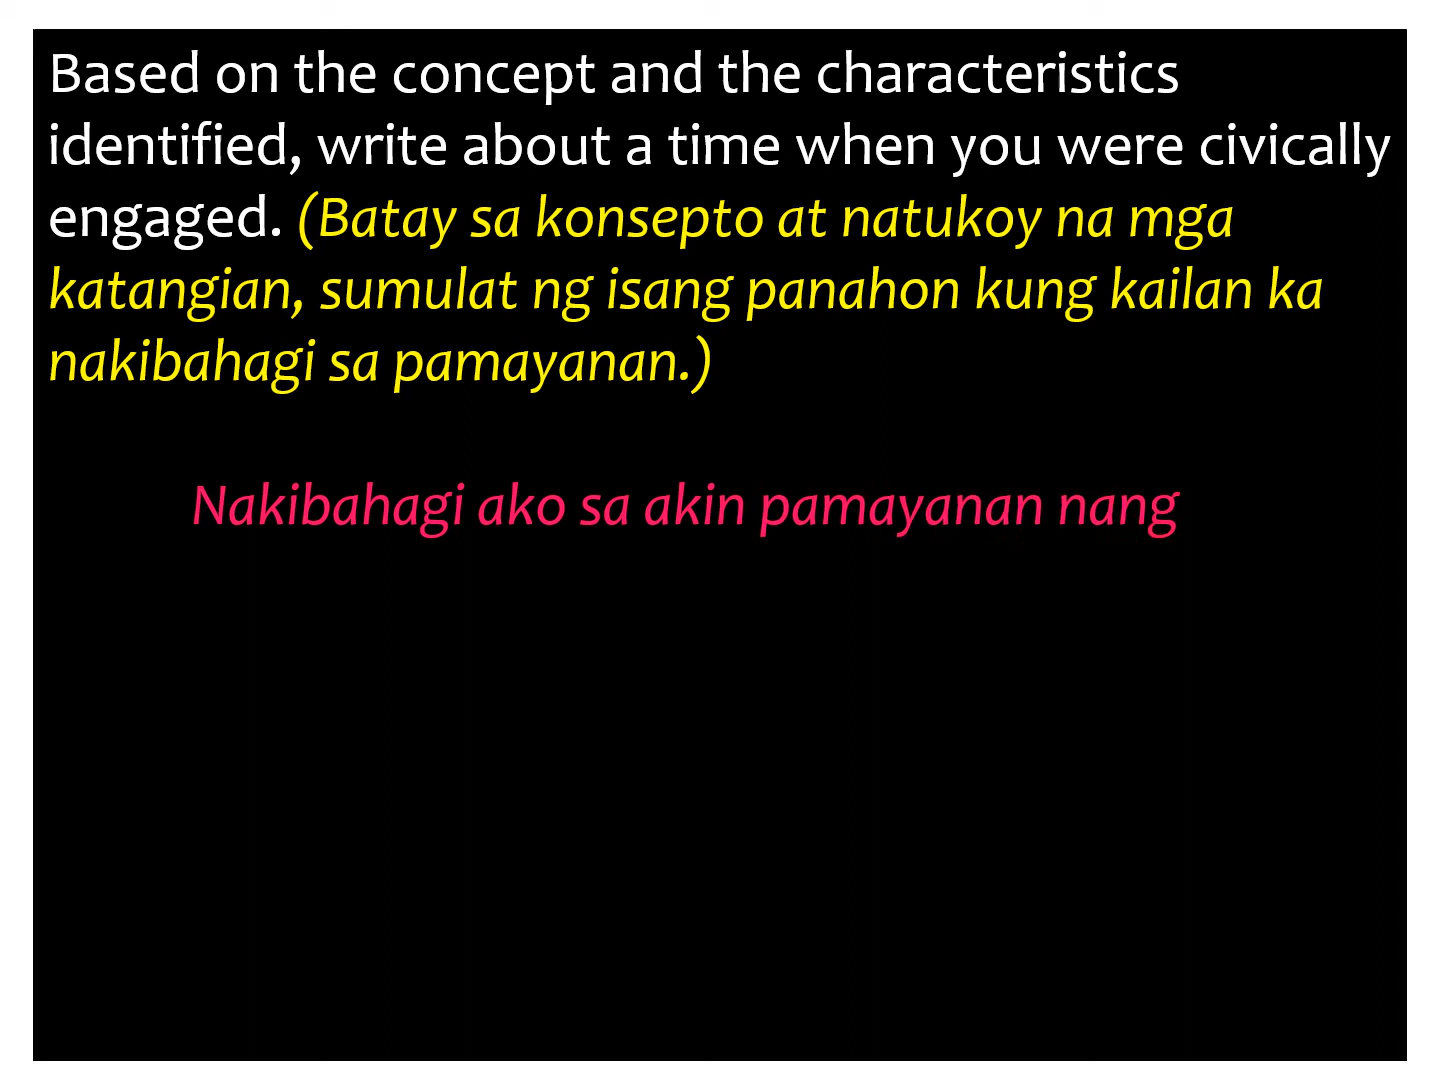 Based on the concept and the characteristics
identified, write about a time when you were civically
engaged. (Batay sa konsepto at natukoy na mga
katangian, sumulat ng isang panahon kung kailan ka
nakibahagi sa pamayanan.)
Nakibahagi ako sa akin pamayanan nang